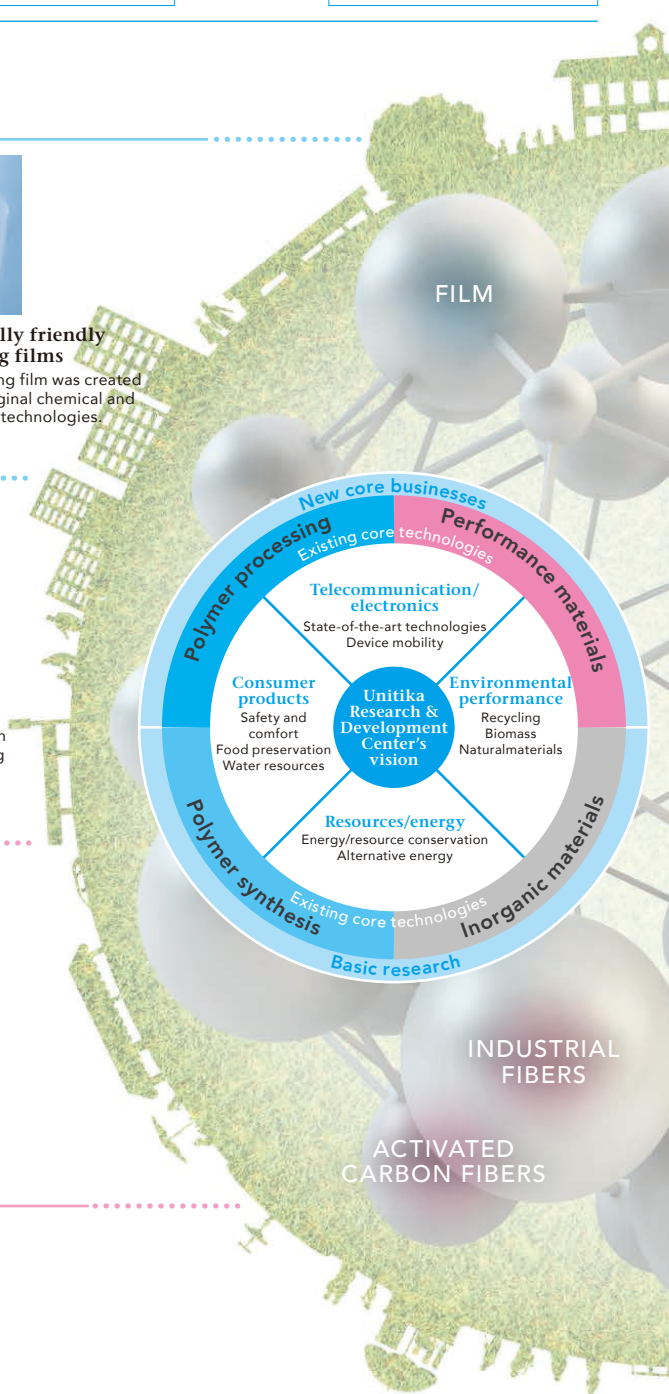 FILM
lly friendly
g films
ng film was created
ginal chemical and
technologies.
New core businesses
Polymer processing
Existing core technologies
Performance materials
Telecommunication/
electronics
State-of-the-art technologies
Device mobility
Consumer
products
Safety and
comfort
Food preservation
Water resources
Unitika
Research &
Development
Center's
vision
Environmental
performance
Recycling
Biomass
Naturalmaterials
n
g
Resources/energy
Energy/resource conservation
Alternative energy
Polymer synthesis
Existing core technologies
Inorganic materials
Basic research
INDUSTRIAL
FIBERS
ACTIVATED
CARBON FIBERS